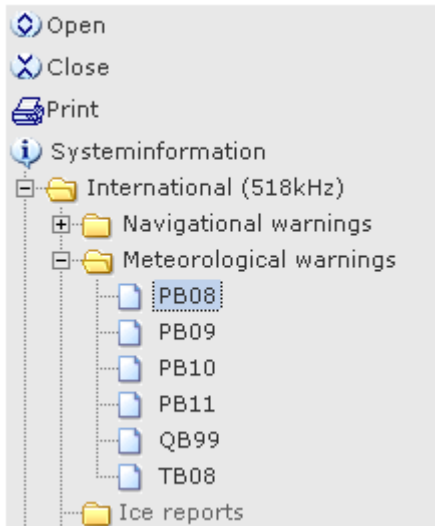 Open
Close
Print
Systeminformation
International (518kHz)
Navigational warnings
Meteorological warnings
PB08
PB09
PB10
PB11
QB99
TB08
Ice reports